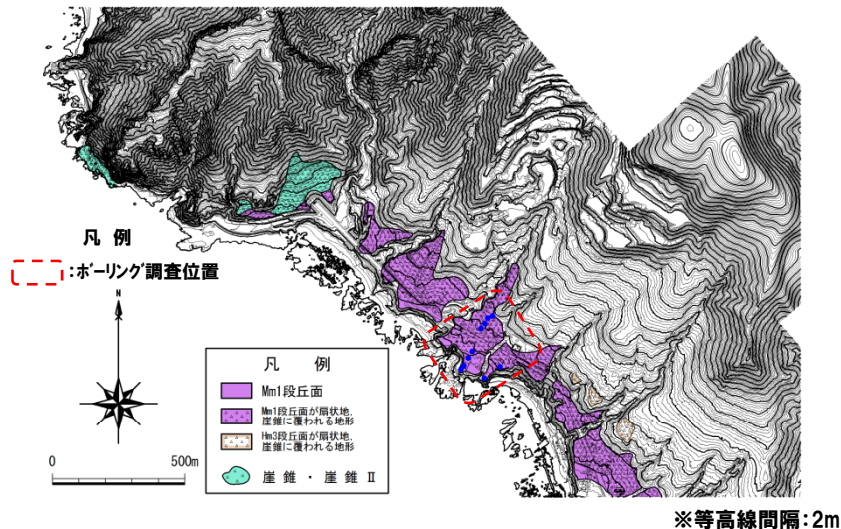 凡 例
:ボーリング調査位置
N
0 500m
凡 例
Mm1段丘面
Mm1段丘面が扇状地,
崖錐に覆われる地形
Hm3段丘面が扇状地,
崖錐に覆われる地形
崖 錐 ・ 崖 錐 Ⅱ
※等高線間隔:2m